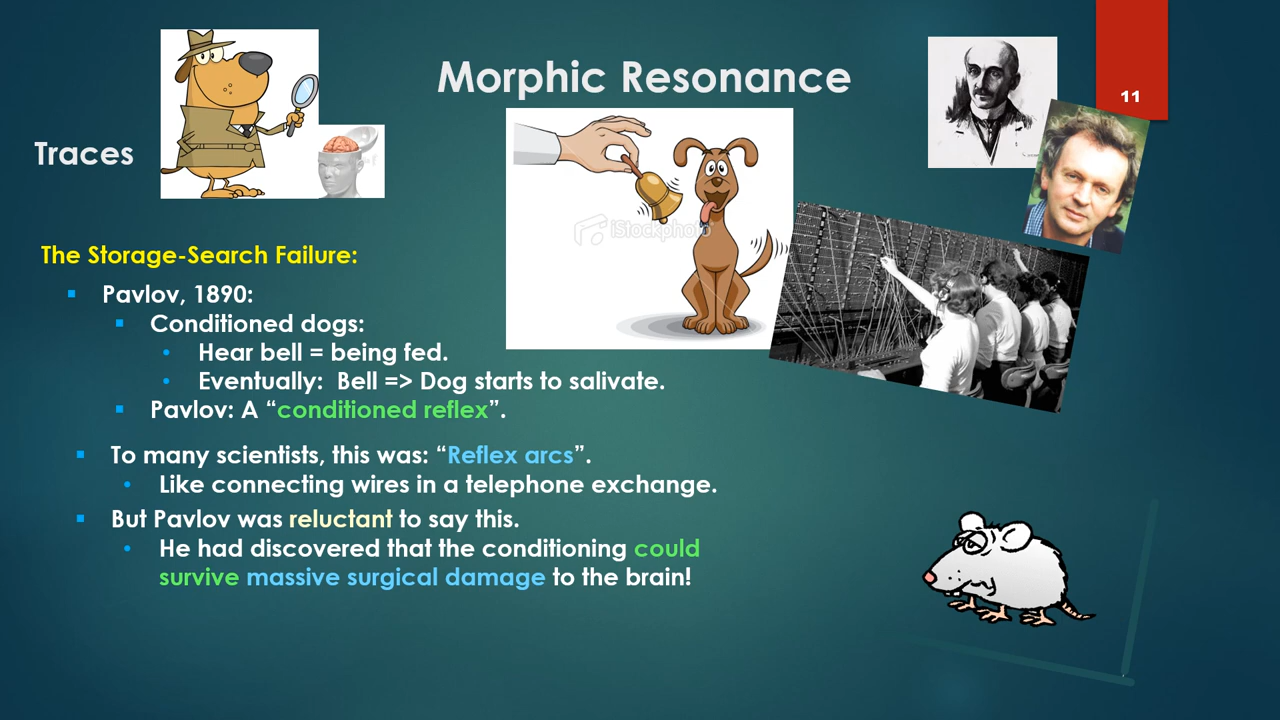 Morphic Resonance
11
Traces
iStockphoto
The Storage-Search Failure:
Pavlov, 1890:
Conditioned dogs:
Hear bell = being fed.
Eventually:  Bell => Dog starts to salivate.
Pavlov: A “conditioned reflex”.
To many scientists, this was: “Reflex arcs”.
Like connecting wires in a telephone exchange.
But Pavlov was reluctant to say this.
He had discovered that the conditioning could
survive massive surgical damage to the brain!